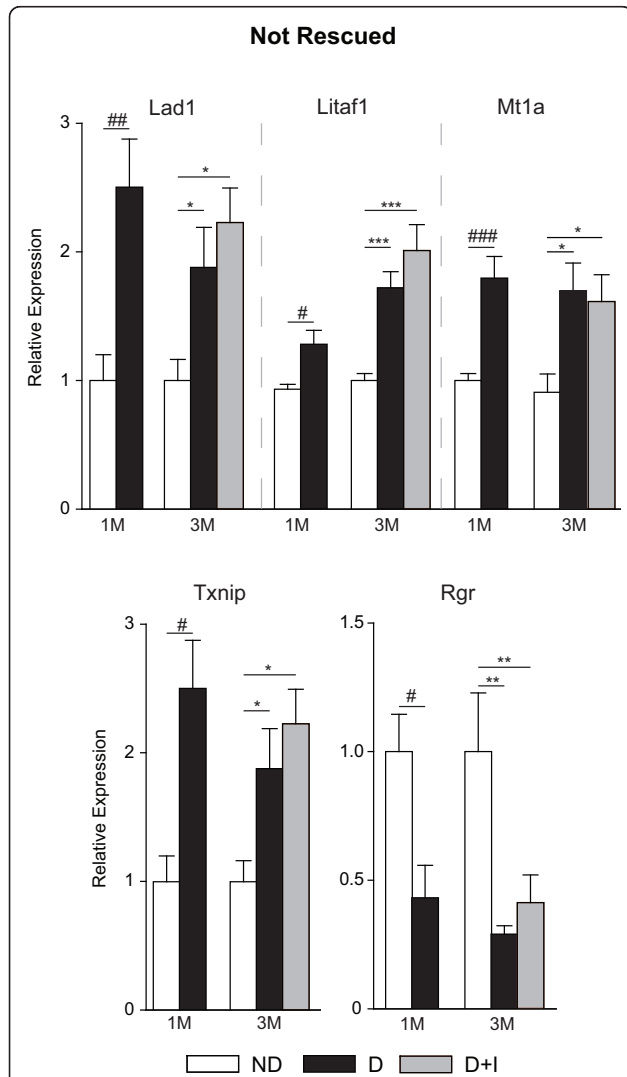 Not Rescued
Lad1 Litaf1 Mt1a
Relative Expression
3
2
1
0
## * *
# *** ***
### * *
1M 3M 1M 3M 1M 3M
Txnip Rgr
Relative Expression
3
2
1
0
# * *
1.5
1.0
0.5
0
# ** **
1M 3M 1M 3M
ND D D+I